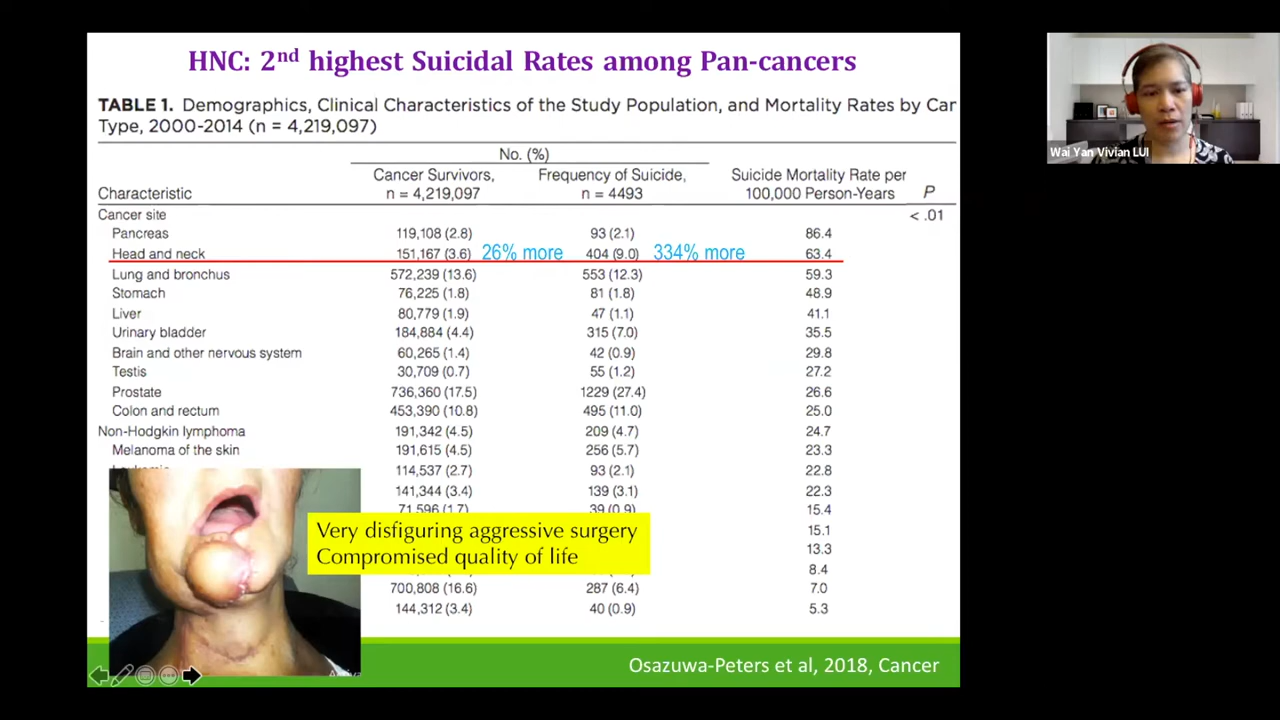 HNC: 2nd highest Suicidal Rates among Pan-cancers
TABLE 1. Demographics, Clinical Characteristics of the Study Population, and Mortality Rates by Can
Type, 2000-2014 (n = 4,219,097)
No. (%)
Cancer Survivors, Frequency of Suicide, Suicide Mortality Rate per
Characteristic n = 4,219,097 n = 4493 100,000 Person-Years P
Cancer site < .01
Pancreas 119,108 (2.8) 93 (2.1) 86.4
Head and neck 151,167 (3.6) 26% more 404 (9.0) 334% more 63.4
Lung and bronchus 572,239 (13.6) 553 (12.3) 59.3
Stomach 76,225 (1.8) 81 (1.8) 48.9
Liver 80,779 (1.9) 47 (1.1) 41.1
Urinary bladder 184,884 (4.4) 315 (7.0) 35.5
Brain and other nervous system 60,265 (1.4) 42 (0.9) 29.8
Testis 30,709 (0.7) 55 (1.2) 27.2
Prostate 736,360 (17.5) 1229 (27.4) 26.6
Colon and rectum 453,390 (10.8) 495 (11.0) 25.0
Non-Hodgkin lymphoma 191,342 (4.5) 209 (4.7) 24.7
Melanoma of the skin 191,615 (4.5) 256 (5.7) 23.3
114,537 (2.7) 93 (2.1) 22.8
141,344 (3.4) 139 (3.1) 22.3
71,596 (1.7) 39 (0.9) 15.4
Very disfiguring aggressive surgery 15.1
Compromised quality of life 13.3
8.4
700,808 (16.6) 287 (6.4) 7.0
144,312 (3.4) 40 (0.9) 5.3
Osazuwa-Peters et al, 2018, Cancer
Wai Yan Vivian LUI